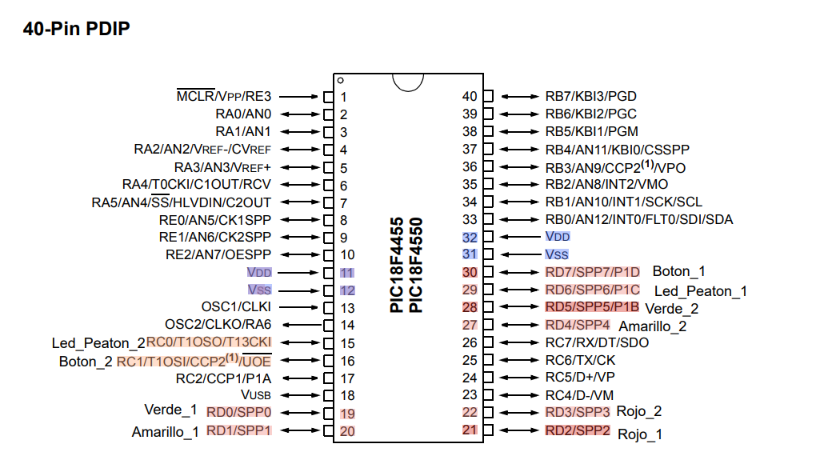 40-Pin PDIP
MCLR/VPP/RE3 1 40 RB7/KBI3/PGD
RA0/AN0 2 39 RB6/KBI2/PGC
RA1/AN1 3 38 RB5/KBI1/PGM
RA2/AN2/VREF-/CVREF 4 37 RB4/AN11/KBI0/CSSPP
RA3/AN3/VREF+ 5 36 RB3/AN9/CCP2(1)/VPO
RA4/T0CKI/C1OUT/RCV 6 35 RB2/AN8/INT2/VMO
RA5/AN4/SS/HLVDIN/C2OUT 7 34 RB1/AN10/INT1/SCK/SCL
RE0/AN5/CK1SPP 8 33 RB0/AN12/INT0/FLT0/SDI/SDA
RE1/AN6/CK2SPP 9 32 VDD
RE2/AN7/OESPP 10 31 VSS
VDD 11 30 RD7/SPP7/P1D Boton_1
VSS 12 29 RD6/SPP6/P1C Led_Peaton_1
OSC1/CLKI 13 28 RD5/SPP5/P1B Verde_2
OSC2/CLKO/RA6 14 27 RD4/SPP4 Amarillo_2
Led_Peaton_2 RC0/T1OSO/T13CKI 15 26 RC7/RX/DT/SDO
Boton_2 RC1/T1OSI/CCP2(1)/UOE 16 25 RC6/TX/CK
RC2/CCP1/P1A 17 24 RC5/D+/VP
VUSB 18 23 RC4/D-/VM
Verde_1 RD0/SPP0 19 22 RD3/SPP3 Rojo_2
Amarillo_1 RD1/SPP1 20 21 RD2/SPP2 Rojo_1
PIC18F4455
PIC18F4550